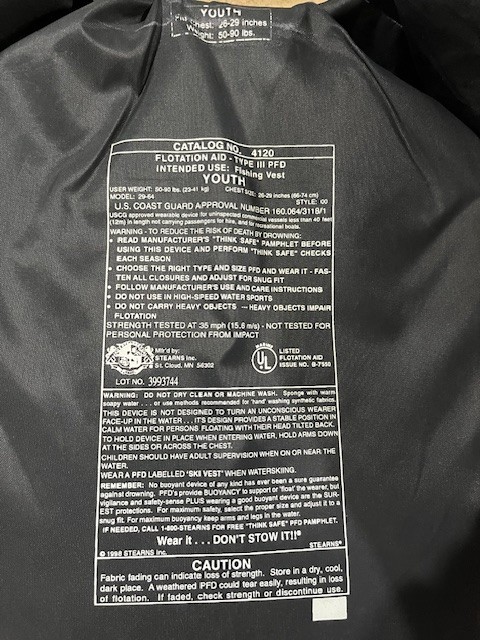 YOUTH
Fits Chest: 26-29 inches
Weight: 50-90 lbs.
CATALOG NO. 4120
FLOTATION AID - TYPE III PFD
INTENDED USE: Fishing Vest
YOUTH
USER WEIGHT: 50-90 lbs. (23-41 kg) CHEST SIZE: 26-29 inches (66-74 cm)
MODEL: 29-64 STYLE: I00
U.S. COAST GUARD APPROVAL NUMBER 160.064/3118/1
USCG approved wearable device for uninspected commercial vessels less than 40 feet
(12m) in length not carrying passengers for hire, and for recreational boats.
WARNING - TO REDUCE THE RISK OF DEATH BY DROWNING:
• READ MANUFACTURER'S "THINK SAFE" PAMPHLET BEFORE
USING THIS DEVICE AND PERFORM "THINK SAFE" CHECKS
EACH SEASON
• CHOOSE THE RIGHT TYPE AND SIZE PFD AND WEAR IT - FAS-
TEN ALL CLOSURES AND ADJUST FOR SNUG FIT
• FOLLOW MANUFACTURER'S USE AND CARE INSTRUCTIONS
• DO NOT USE IN HIGH-SPEED WATER SPORTS
• DO NOT CARRY HEAVY OBJECTS --- HEAVY OBJECTS IMPAIR
FLOTATION
STRENGTH TESTED AT 35 mph (15.6 m/s) - NOT TESTED FOR
PERSONAL PROTECTION FROM IMPACT
Mfr'd by:
STEARNS Inc.
St. Cloud, MN 56302
MARINE
UL
LISTED
FLOTATION AID
ISSUE NO. B-7550
LOT NO. 3993744
WARNING: DO NOT DRY CLEAN OR MACHINE WASH. Sponge with warm
soapy water . . . or use methods recommended for 'hand' washing synthetic fabrics.
THIS DEVICE IS NOT DESIGNED TO TURN AN UNCONSCIOUS WEARER
FACE-UP IN THE WATER . . . IT'S DESIGN PROVIDES A STABLE POSITION IN
CALM WATER FOR PERSONS FLOATING WITH THEIR HEAD TILTED BACK.
TO HOLD DEVICE IN PLACE WHEN ENTERING WATER, HOLD ARMS DOWN
AT THE SIDES OR ACROSS THE CHEST.
CHILDREN SHOULD HAVE ADULT SUPERVISION WHEN ON OR NEAR THE
WATER.
WEAR A PFD LABELLED "SKI VEST" WHEN WATERSKIING.
REMEMBER: No buoyant device of any kind has ever been a sure guarantee
against drowning. PFD's provide BUOYANCY to support or 'float' the wearer, but
vigilance and safety-sense PLUS wearing a good buoyant device are the SUR-
EST protections. For maximum safety, select the proper size and adjust it to a
snug fit. For maximum buoyancy keep arms and legs in the water.
IF NEEDED, CALL 1-800-STEARNS FOR FREE "THINK SAFE" PFD PAMPHLET.
Wear it . . . DON'T STOW IT!!®
© 1998 STEARNS INC. STEARNS®
CAUTION
Fabric fading can indicate loss of strength. Store in a dry, cool,
dark place. A weathered PFD could tear easily, resulting in loss
of flotation. If faded, check strength or discontinue use.